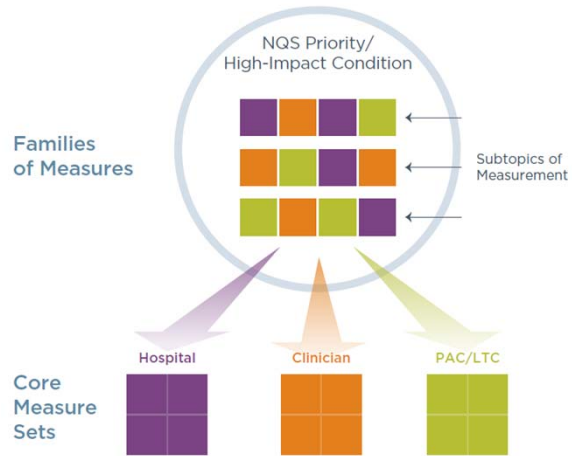 NQS Priority/
High-Impact Condition
Families
of Measures
Subtopics of
Measurement
Hospital
Clinician
PAC/LTC
Core
Measure
Sets